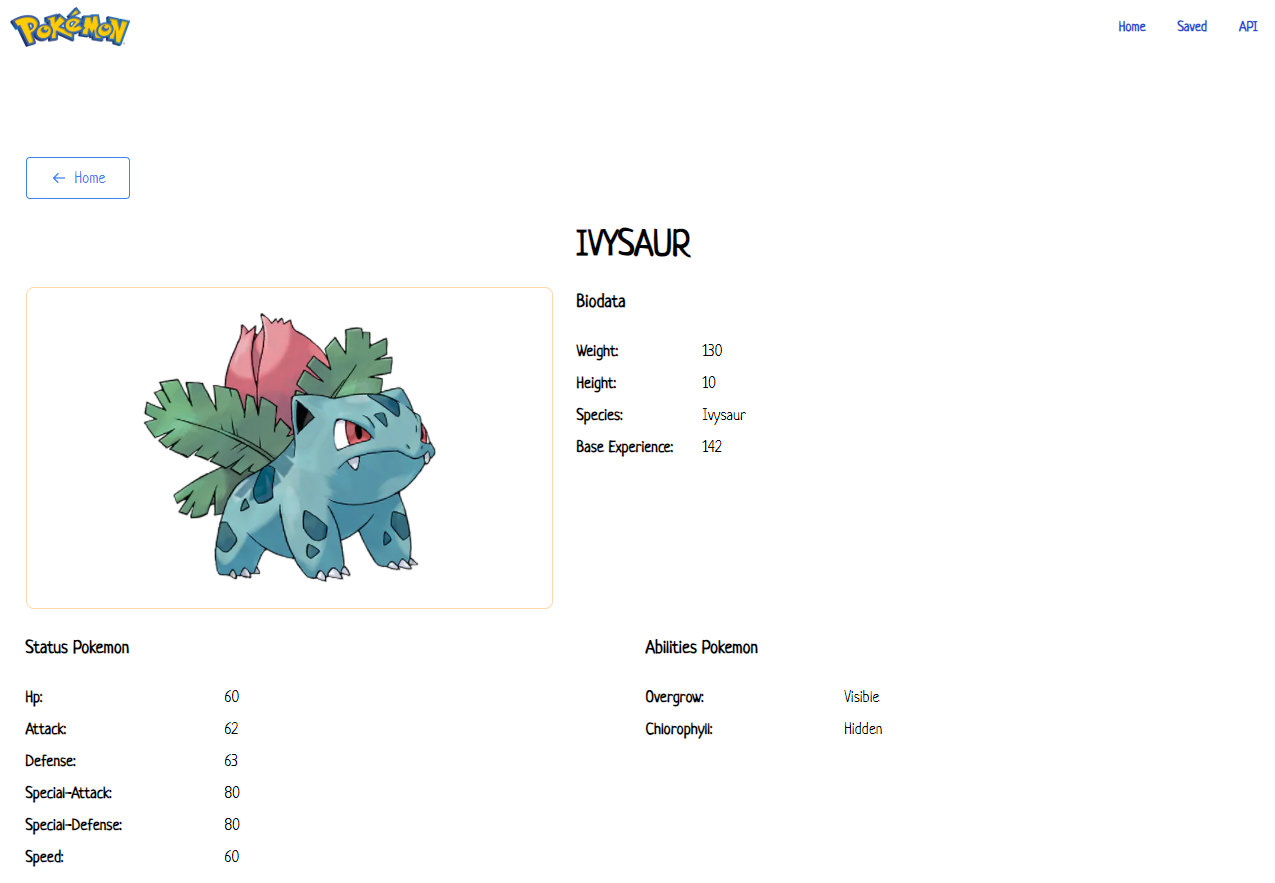 POKéMON
Home Saved API
← Home
IVYSAUR
Biodata
Weight: 130
Height: 10
Species: Ivysaur
Base Experience: 142
Status Pokemon
Hp: 60
Attack: 62
Defense: 63
Special-Attack: 80
Special-Defense: 80
Speed: 60
Abilities Pokemon
Overgrow: Visible
Chlorophyll: Hidden